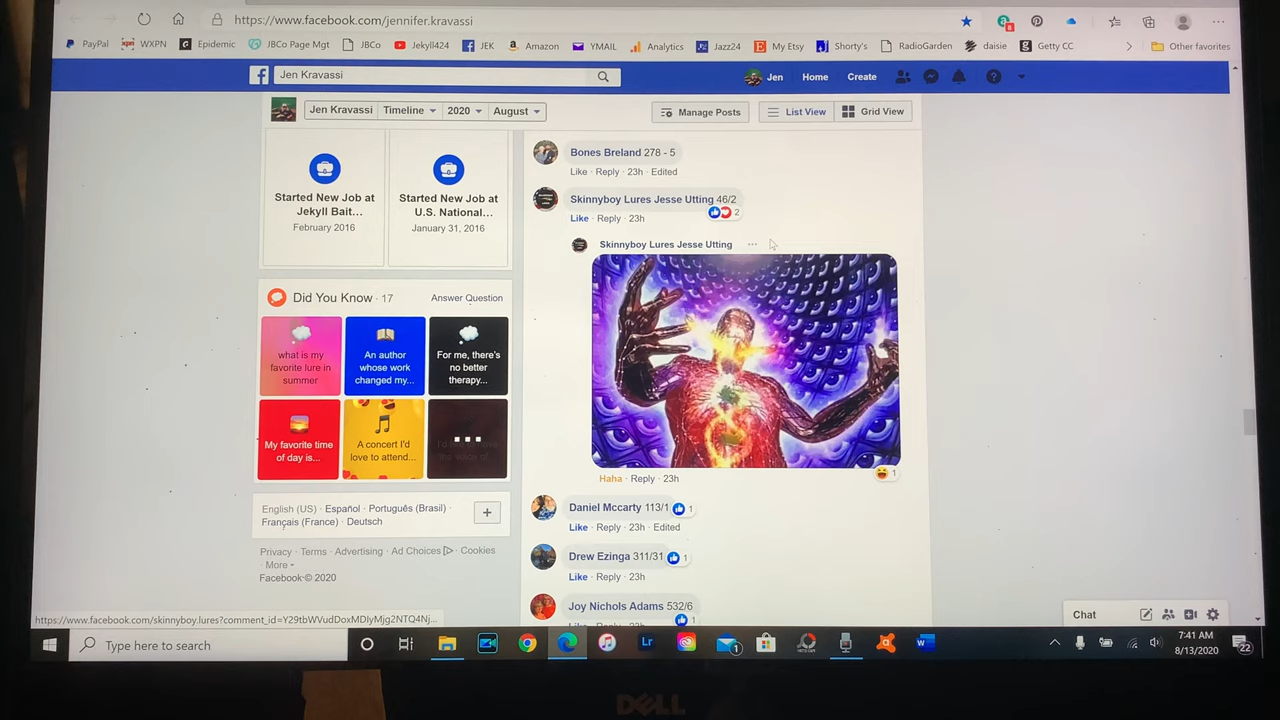 https://www.facebook.com/jennifer.kravassi
PayPal WXPN Epidemic JBCo Page Mgt JBCo Jekyll424 JEK Amazon YMAIL Analytics Jazz24 My Etsy Shorty's RadioGarden daisie Getty CC Other favorites
Jen Kravassi
Jen Home Create
Jen Kravassi Timeline 2020 August Manage Posts List View Grid View
Started New Job at
Jekyll Bait...
February 2016
Started New Job at
U.S. National...
January 31, 2016
Did You Know · 17 Answer Question
what is my
favorite lure in
summer
An author
whose work
changed my...
For me, there's
no better
therapy...
My favorite time
of day is...
A concert I'd
love to attend...
English (US) · Español · Português (Brasil) ·
Français (France) · Deutsch
Privacy · Terms · Advertising · Ad Choices · Cookies
· More
Facebook © 2020
Bones Breland 278 - 5
Like · Reply · 23h · Edited
Skinnyboy Lures Jesse Utting 46/2
2
Like · Reply · 23h
Skinnyboy Lures Jesse Utting ...
1
Haha · Reply · 23h
Daniel Mccarty 113/1 1
Like · Reply · 23h · Edited
Drew Ezinga 311/31 1
Like · Reply · 23h
Joy Nichols Adams 532/6
1
Chat
Type here to search
Lr
1
7:41 AM
8/13/2020
22
DELL